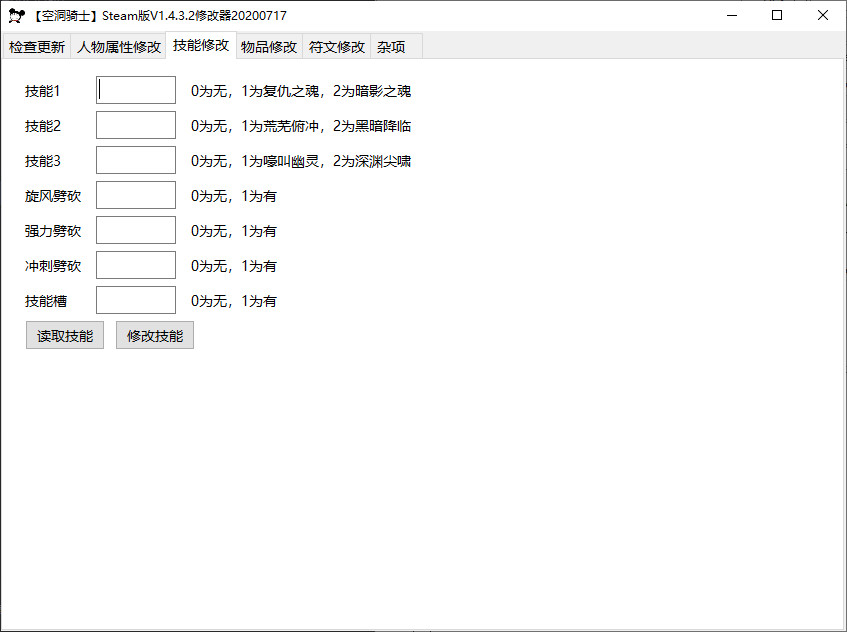 【空洞骑士】Steam版V1.4.3.2修改器20200717
检查更新 人物属性修改 技能修改 物品修改 符文修改 杂项
技能1 0为无，1为复仇之魂，2为暗影之魂
技能2 0为无，1为荒芜俯冲，2为黑暗降临
技能3 0为无，1为嚎叫幽灵，2为深渊尖啸
旋风劈砍 0为无，1为有
强力劈砍 0为无，1为有
冲刺劈砍 0为无，1为有
技能槽 0为无，1为有
读取技能 修改技能